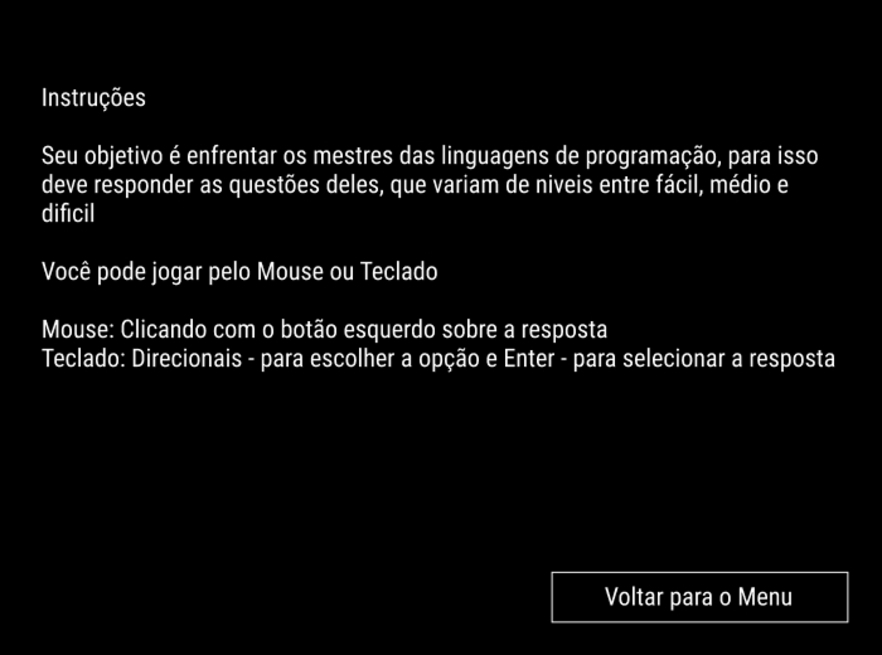 Instruções
Seu objetivo é enfrentar os mestres das linguagens de programação, para isso
deve responder as questões deles, que variam de niveis entre fácil, médio e
dificil
Você pode jogar pelo Mouse ou Teclado
Mouse: Clicando com o botão esquerdo sobre a resposta
Teclado: Direcionais - para escolher a opção e Enter - para selecionar a resposta
Voltar para o Menu